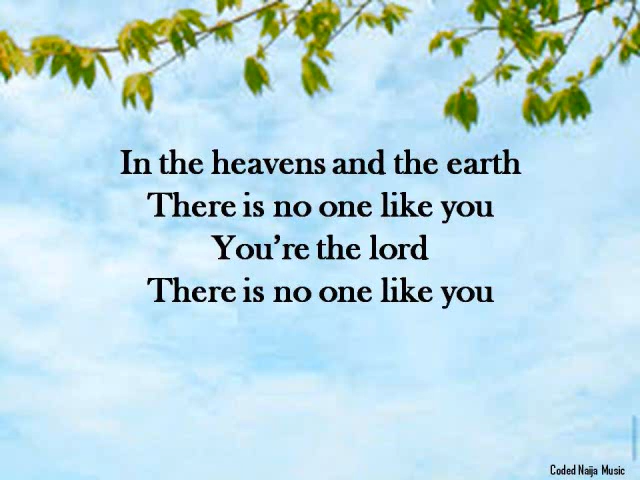 In the heavens and the earth
There is no one like you
You’re the lord
There is no one like you
Coded Naija Music